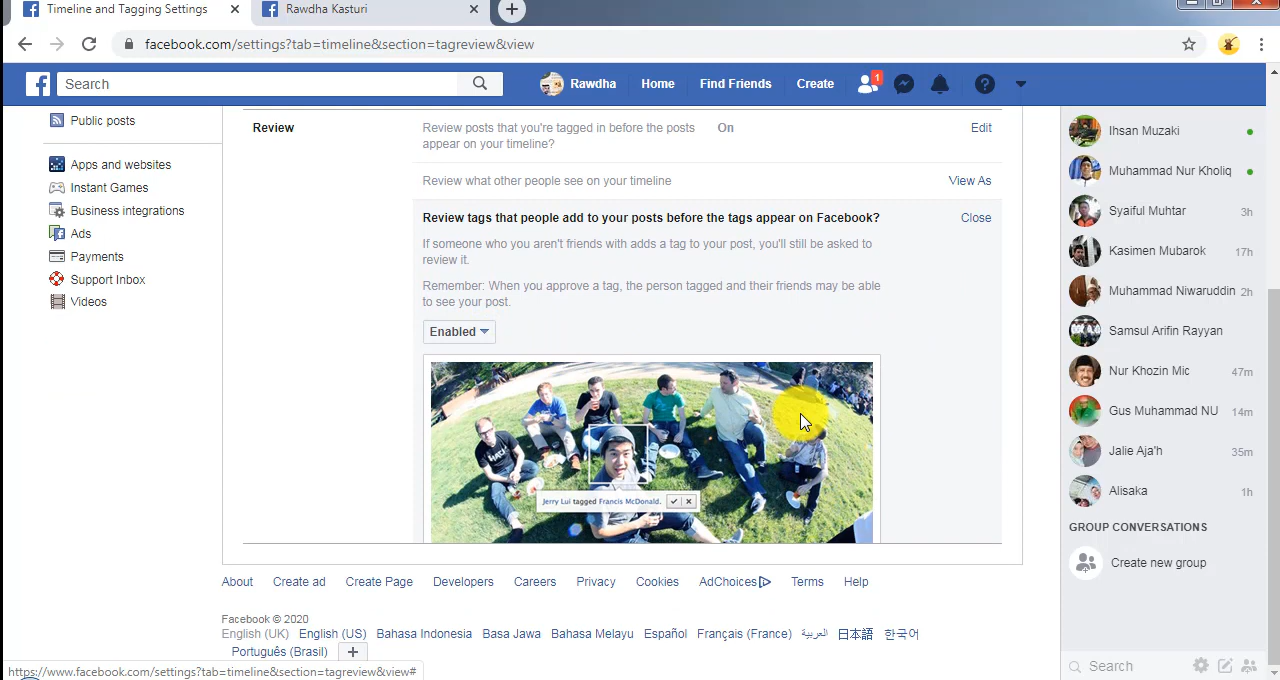 Timeline and Tagging Settings
Rawdha Kasturi
facebook.com/settings?tab=timeline&section=tagreview&view
Search
Rawdha
Home
Find Friends
Create
1
Public posts
Apps and websites
Instant Games
Business integrations
Ads
Payments
Support Inbox
Videos
Review
Review posts that you're tagged in before the posts
appear on your timeline?
On
Edit
Review what other people see on your timeline
View As
Review tags that people add to your posts before the tags appear on Facebook?
Close
If someone who you aren't friends with adds a tag to your post, you'll still be asked to
review it.
Remember: When you approve a tag, the person tagged and their friends may be able
to see your post.
Enabled
Jerry Lui tagged Francis McDonald.
Ihsan Muzaki
Muhammad Nur Kholiq
Syaiful Muhtar 3h
Kasimen Mubarok 17h
Muhammad Niwaruddin 2h
Samsul Arifin Rayyan
Nur Khozin Mic 47m
Gus Muhammad NU 14m
Jalie Aja'h 35m
Alisaka 1h
GROUP CONVERSATIONS
Create new group
Search
About Create ad Create Page Developers Careers Privacy Cookies AdChoices Terms Help
Facebook © 2020
English (UK) English (US) Bahasa Indonesia Basa Jawa Bahasa Melayu Español Français (France) العربية 日本語 한국어
Português (Brasil)
https://www.facebook.com/settings?tab=timeline&section=tagreview&view#